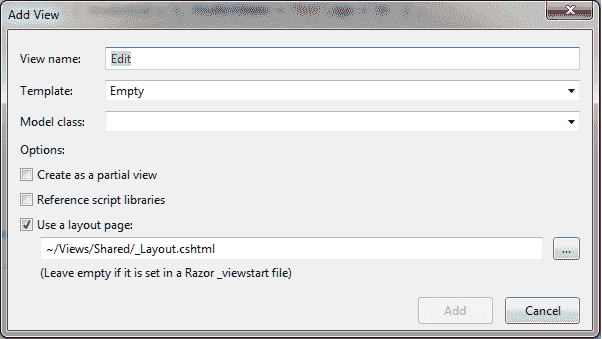 Add View
View name: Edit
Template: Empty
Model class:
Options:
Create as a partial view
Reference script libraries
Use a layout page:
~/Views/Shared/_Layout.cshtml ...
(Leave empty if it is set in a Razor _viewstart file)
Add Cancel